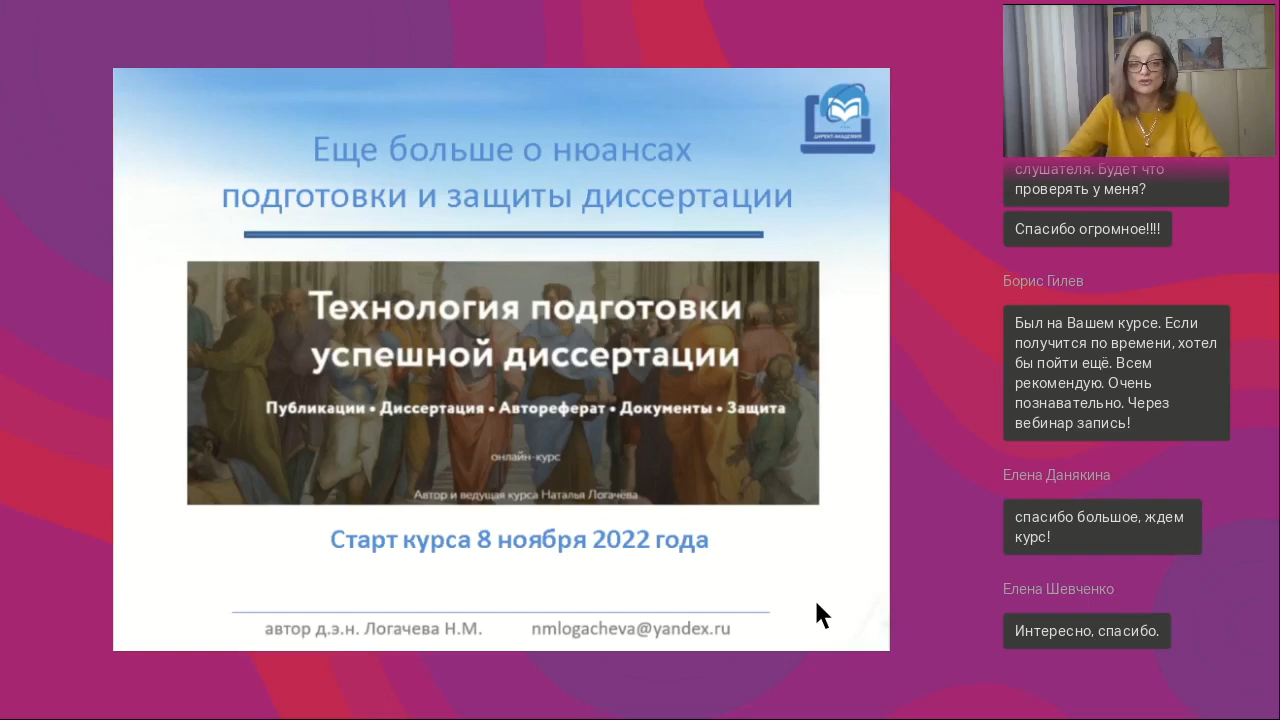 ДИРЕКТ-АКАДЕМИЯ
Еще больше о нюансах
подготовки и защиты диссертации
Технология подготовки
успешной диссертации
Публикации • Диссертация • Автореферат • Документы • Защита
онлайн-курс
Автор и ведущая курса Наталья Логачёва
Старт курса 8 ноября 2022 года
автор д.э.н. Логачева Н.М. nmlogacheva@yandex.ru
слушателя. Будет что
проверять у меня?
Спасибо огромное!!!!
Борис Гилев
Был на Вашем курсе. Если
получится по времени, хотел
бы пойти ещё. Всем
рекомендую. Очень
познавательно. Через
вебинар запись!
Елена Данякина
спасибо большое, ждем
курс!
Елена Шевченко
Интересно, спасибо.